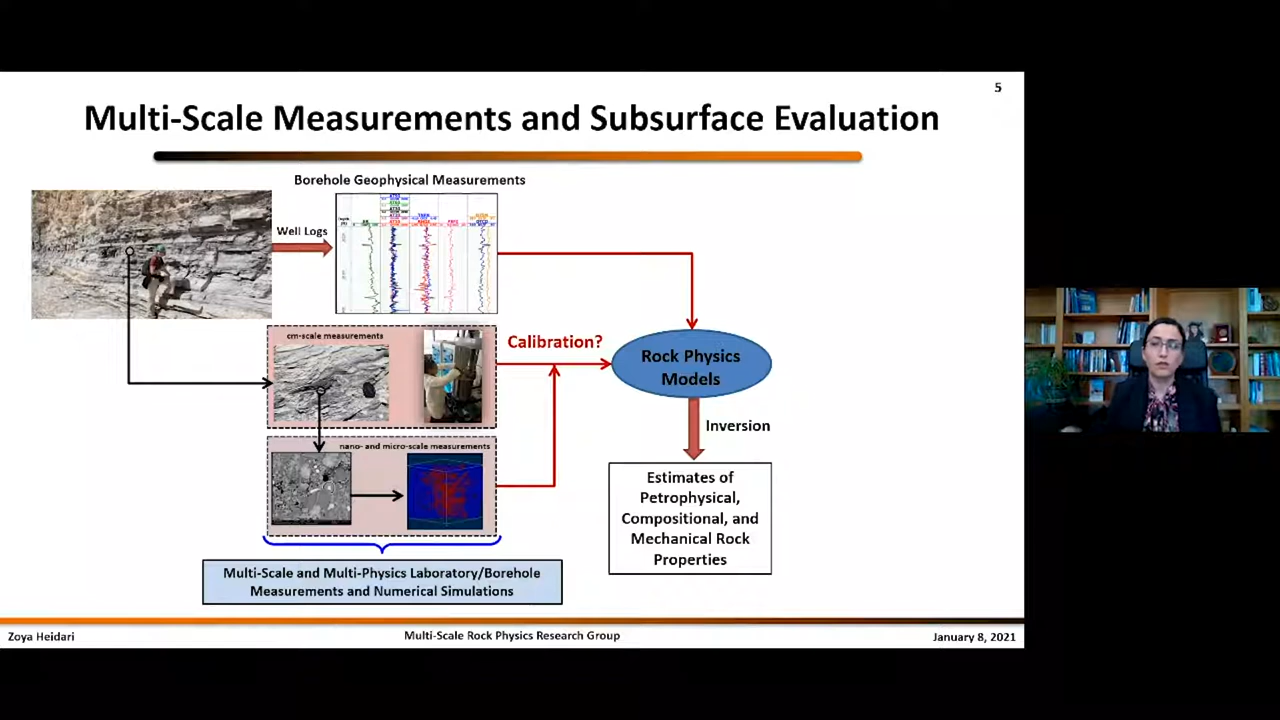 5
Multi-Scale Measurements and Subsurface Evaluation
Borehole Geophysical Measurements
Well Logs
cm-scale measurements
Calibration?
Rock Physics
Models
nano- and micro-scale measurements
Inversion
Estimates of
Petrophysical,
Compositional, and
Mechanical Rock
Properties
Multi-Scale and Multi-Physics Laboratory/Borehole
Measurements and Numerical Simulations
Zoya Heidari
Multi-Scale Rock Physics Research Group
January 8, 2021